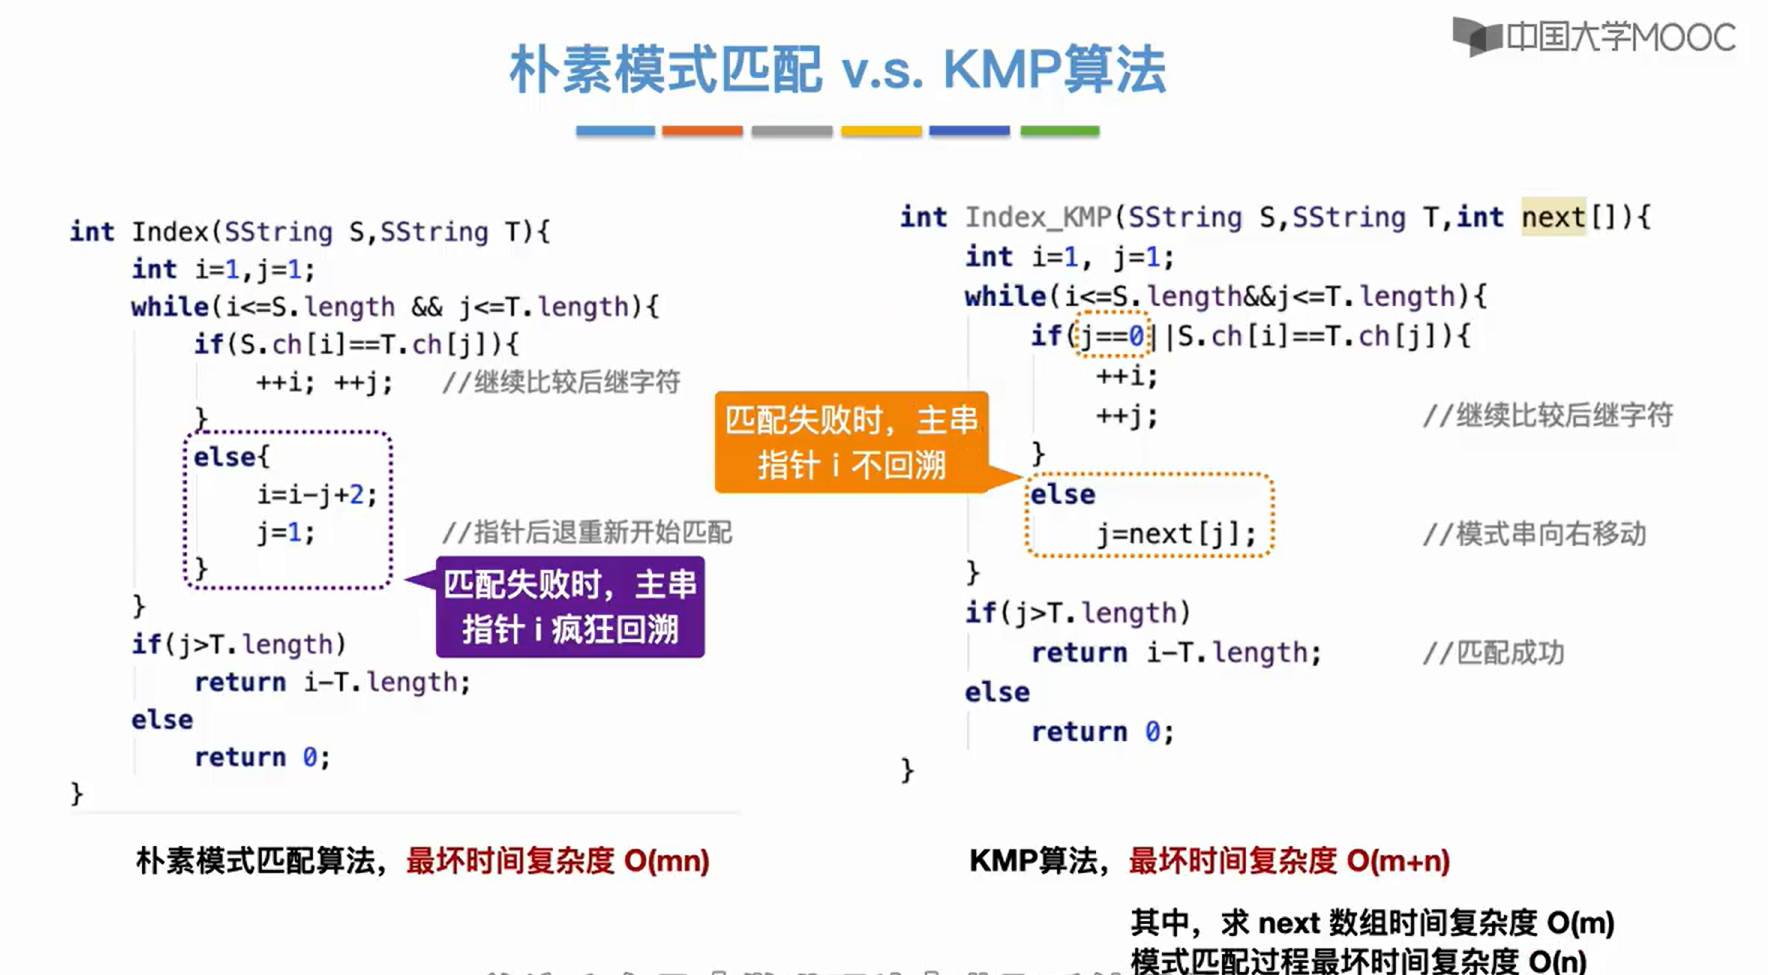 中国大学MOOC
朴素模式匹配 v.s. KMP算法
int Index(SString S,SString T){
int i=1,j=1;
while(i<=S.length && j<=T.length){
if(S.ch[i]==T.ch[j]){
++i; ++j; //继续比较后继字符
}
else{
i=i-j+2;
j=1; //指针后退重新开始匹配
}
}
if(j>T.length)
return i-T.length;
else
return 0;
}
匹配失败时，主串
指针 i 疯狂回溯
朴素模式匹配算法，最坏时间复杂度 O(mn)
int Index_KMP(SString S,SString T,int next[]){
int i=1, j=1;
while(i<=S.length&&j<=T.length){
if(j==0||S.ch[i]==T.ch[j]){
++i;
++j; //继续比较后继字符
}
else
j=next[j]; //模式串向右移动
}
if(j>T.length)
return i-T.length; //匹配成功
else
return 0;
}
匹配失败时，主串
指针 i 不回溯
KMP算法，最坏时间复杂度 O(m+n)
其中，求 next 数组时间复杂度 O(m)
模式匹配过程最坏时间复杂度 O(n)